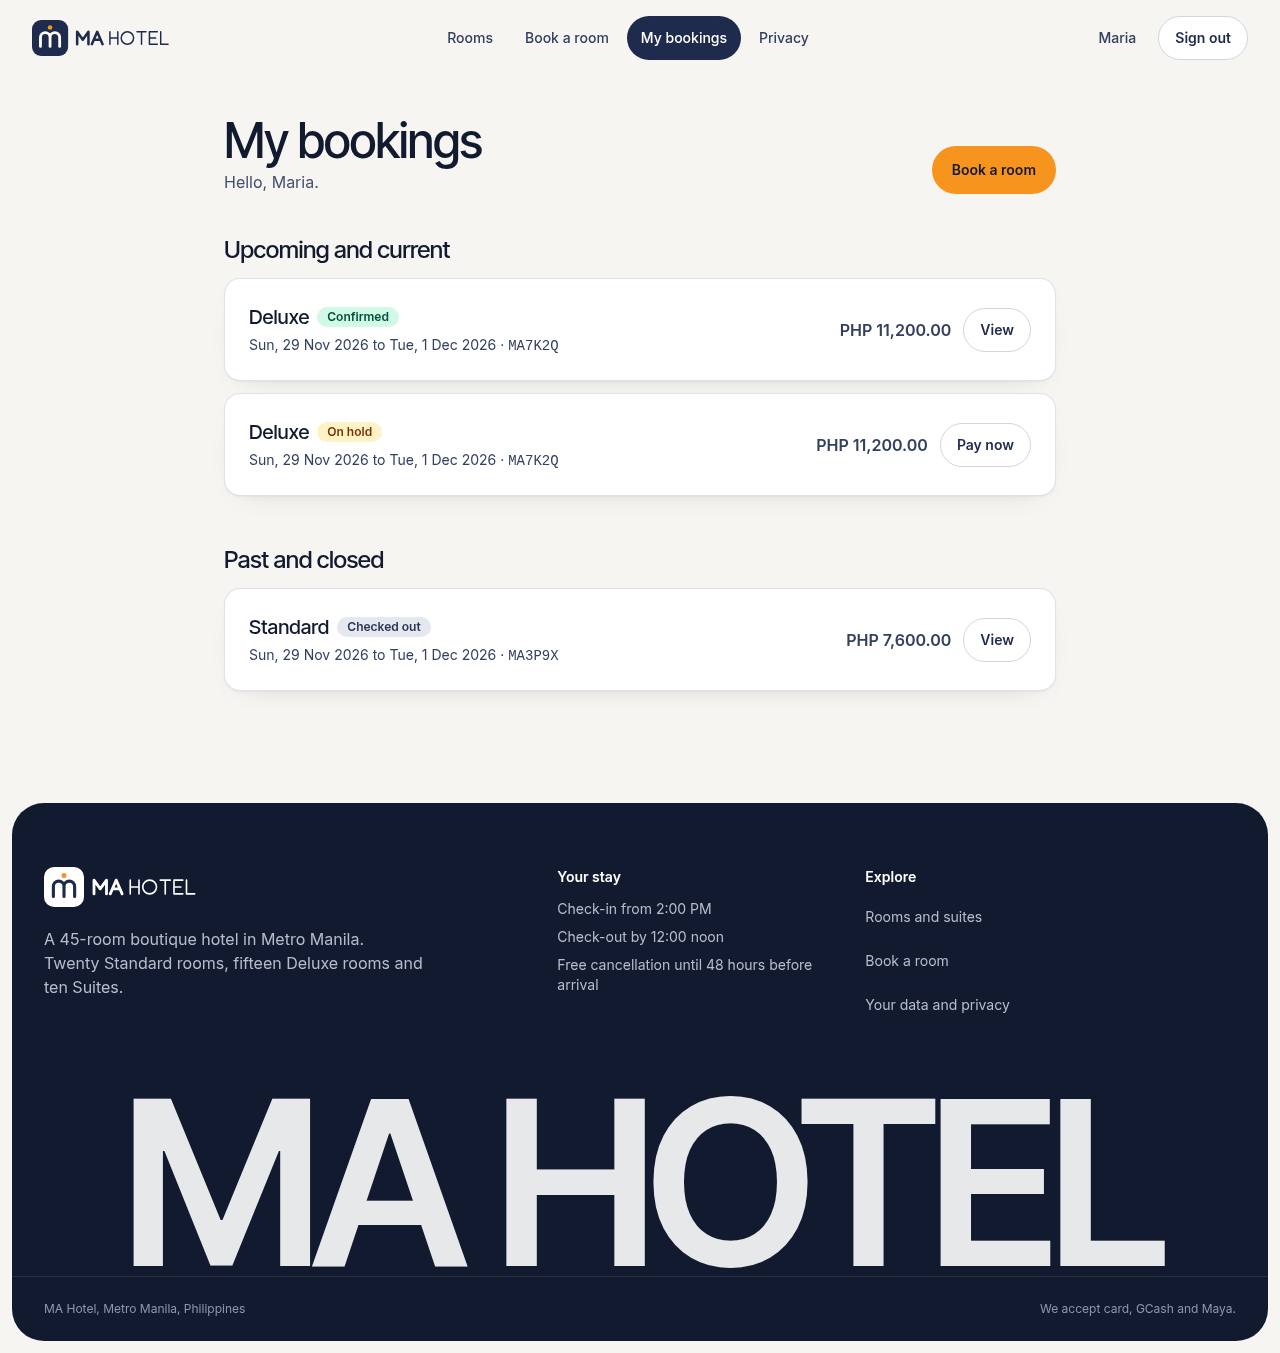 MA HOTEL
Rooms
Book a room
My bookings
Privacy
Maria
Sign out
My bookings
Hello, Maria.
Book a room
Upcoming and current
Deluxe Confirmed
Sun, 29 Nov 2026 to Tue, 1 Dec 2026 · MA7K2Q
PHP 11,200.00
View
Deluxe On hold
Sun, 29 Nov 2026 to Tue, 1 Dec 2026 · MA7K2Q
PHP 11,200.00
Pay now
Past and closed
Standard Checked out
Sun, 29 Nov 2026 to Tue, 1 Dec 2026 · MA3P9X
PHP 7,600.00
View
MA HOTEL
A 45-room boutique hotel in Metro Manila.
Twenty Standard rooms, fifteen Deluxe rooms and
ten Suites.
Your stay
Check-in from 2:00 PM
Check-out by 12:00 noon
Free cancellation until 48 hours before
arrival
Explore
Rooms and suites
Book a room
Your data and privacy
MA HOTEL
MA Hotel, Metro Manila, Philippines
We accept card, GCash and Maya.